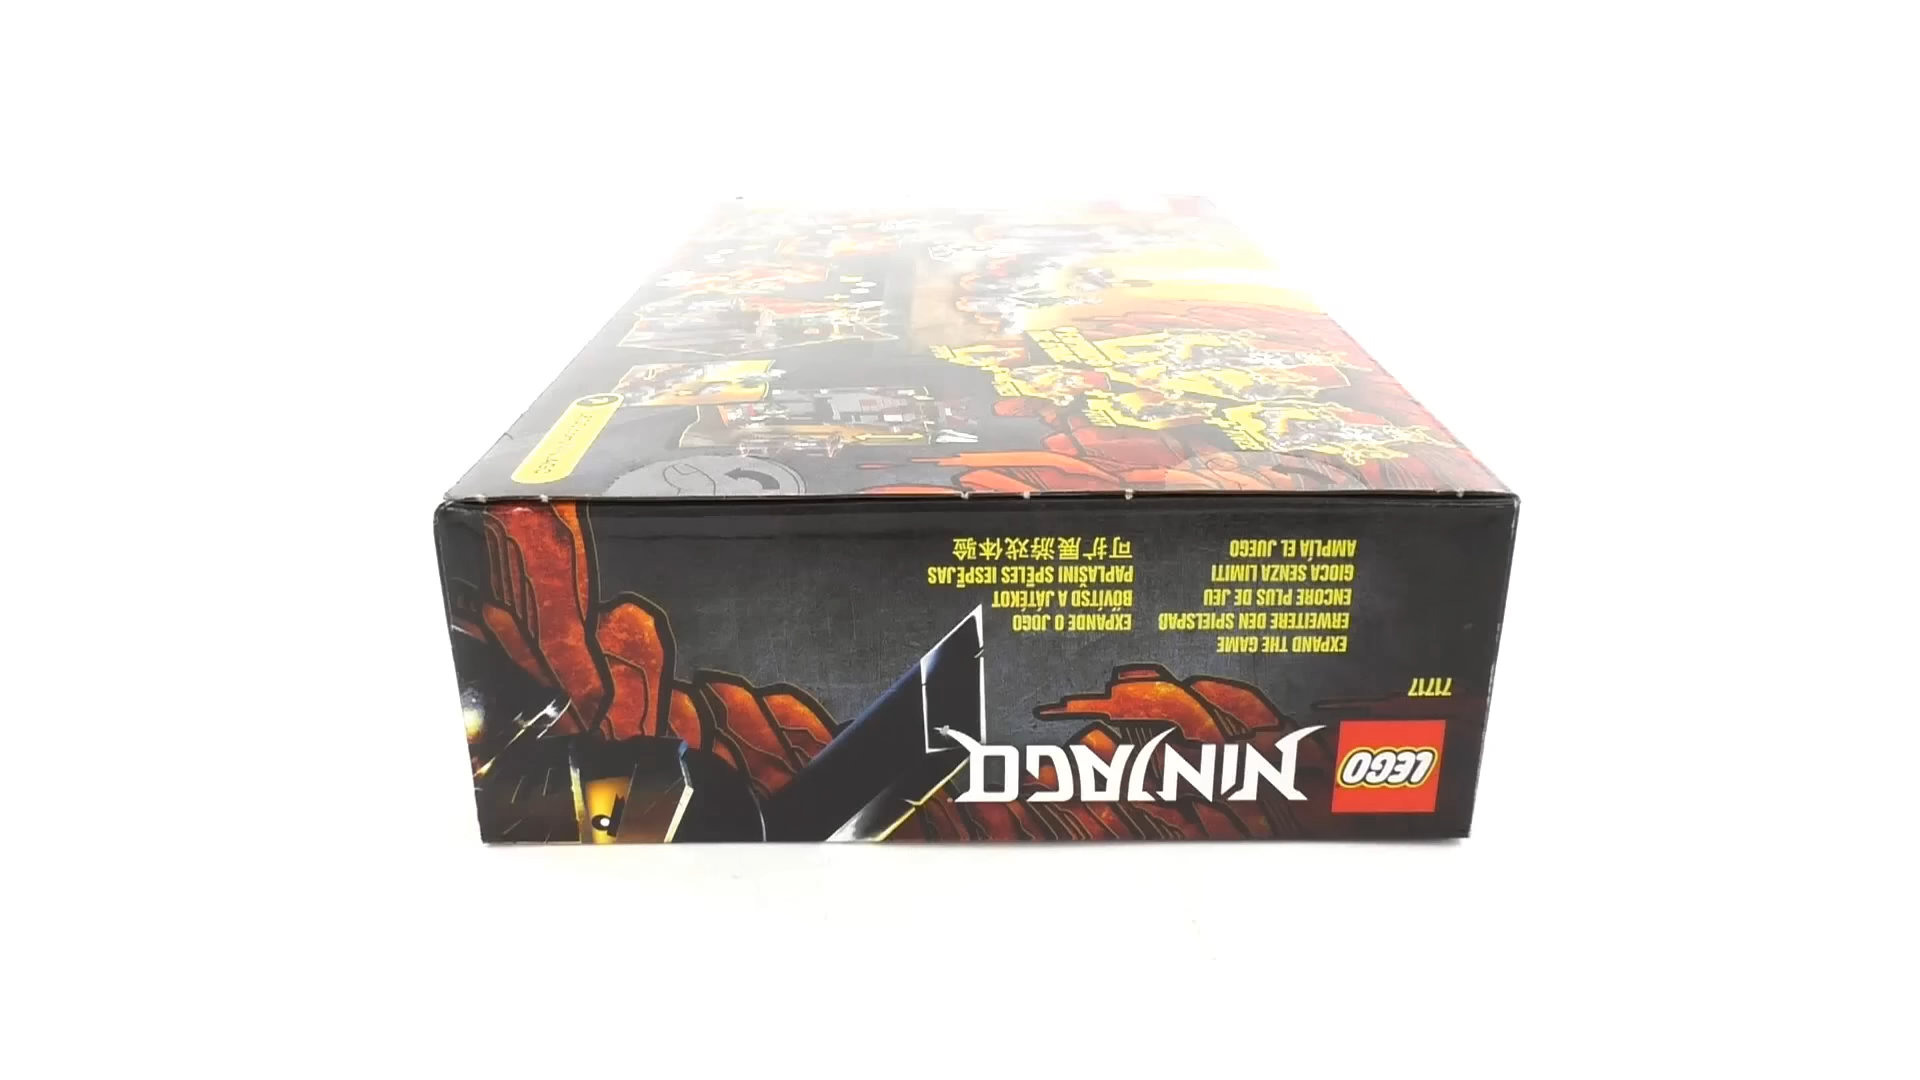 LEGO
NINJAGO
71717
EXPAND THE GAME
ERWEITERE DEN SPIELSPAß
ENCORE PLUS DE JEU
GIOCA SENZA LIMITI
AMPLÍA EL JUEGO
EXPANDE O JOGO
BŐVÍTSD A JÁTÉKOT
PAPLAŠINI SPĒLES IESPĒJAS
可扩展游戏体验